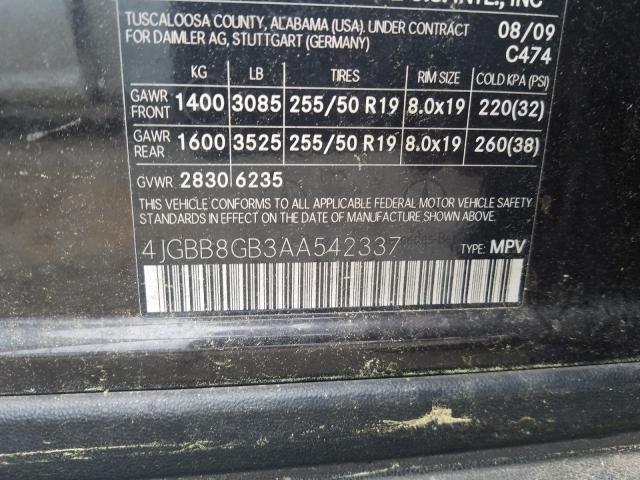 INC
TUSCALOOSA COUNTY, ALABAMA (USA). UNDER CONTRACT 08/09
FOR DAIMLER AG, STUTTGART (GERMANY) C474
KG LB TIRES RIM SIZE COLD KPA (PSI)
GAWR FRONT 1400 3085 255/50 R19 8.0x19 220(32)
GAWR REAR 1600 3525 255/50 R19 8.0x19 260(38)
GVWR 2830 6235
THIS VEHICLE CONFORMS TO ALL APPLICABLE FEDERAL MOTOR VEHICLE SAFETY
STANDARDS IN EFFECT ON THE DATE OF MANUFACTURE SHOWN ABOVE.
4JGBB8GB3AA542337 TYPE: MPV